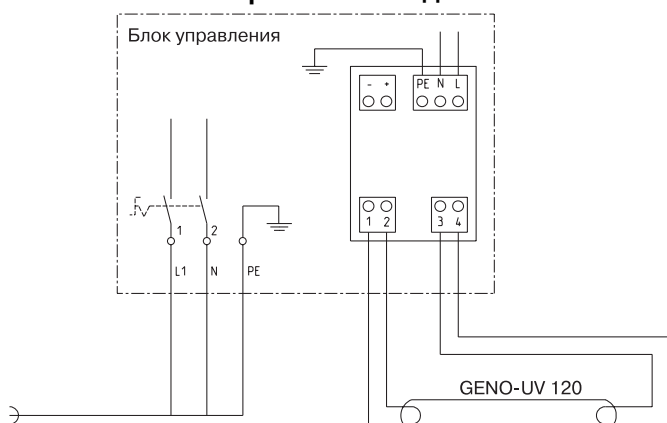 Блок управления
- +
PE N L
1 2
3 4
1 2
L1 N PE
GENO-UV 120